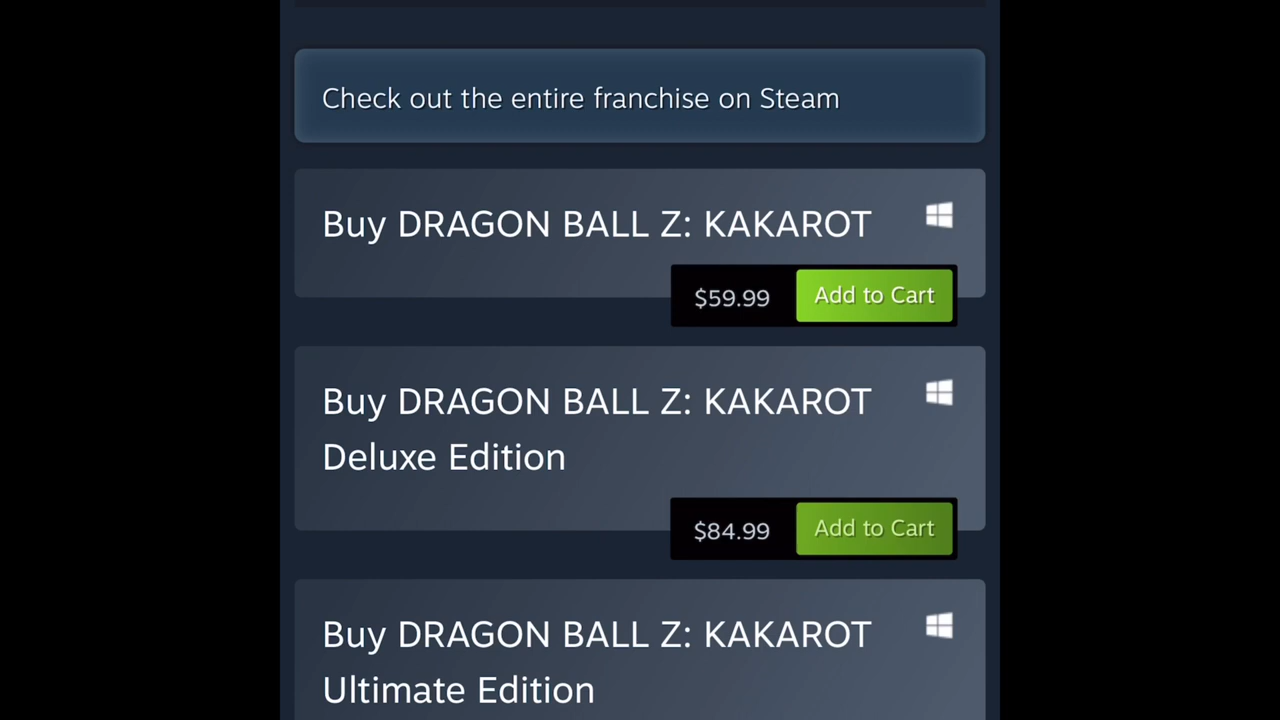 Check out the entire franchise on Steam
Buy DRAGON BALL Z: KAKAROT
$59.99
Add to Cart
Buy DRAGON BALL Z: KAKAROT
Deluxe Edition
$84.99
Add to Cart
Buy DRAGON BALL Z: KAKAROT
Ultimate Edition